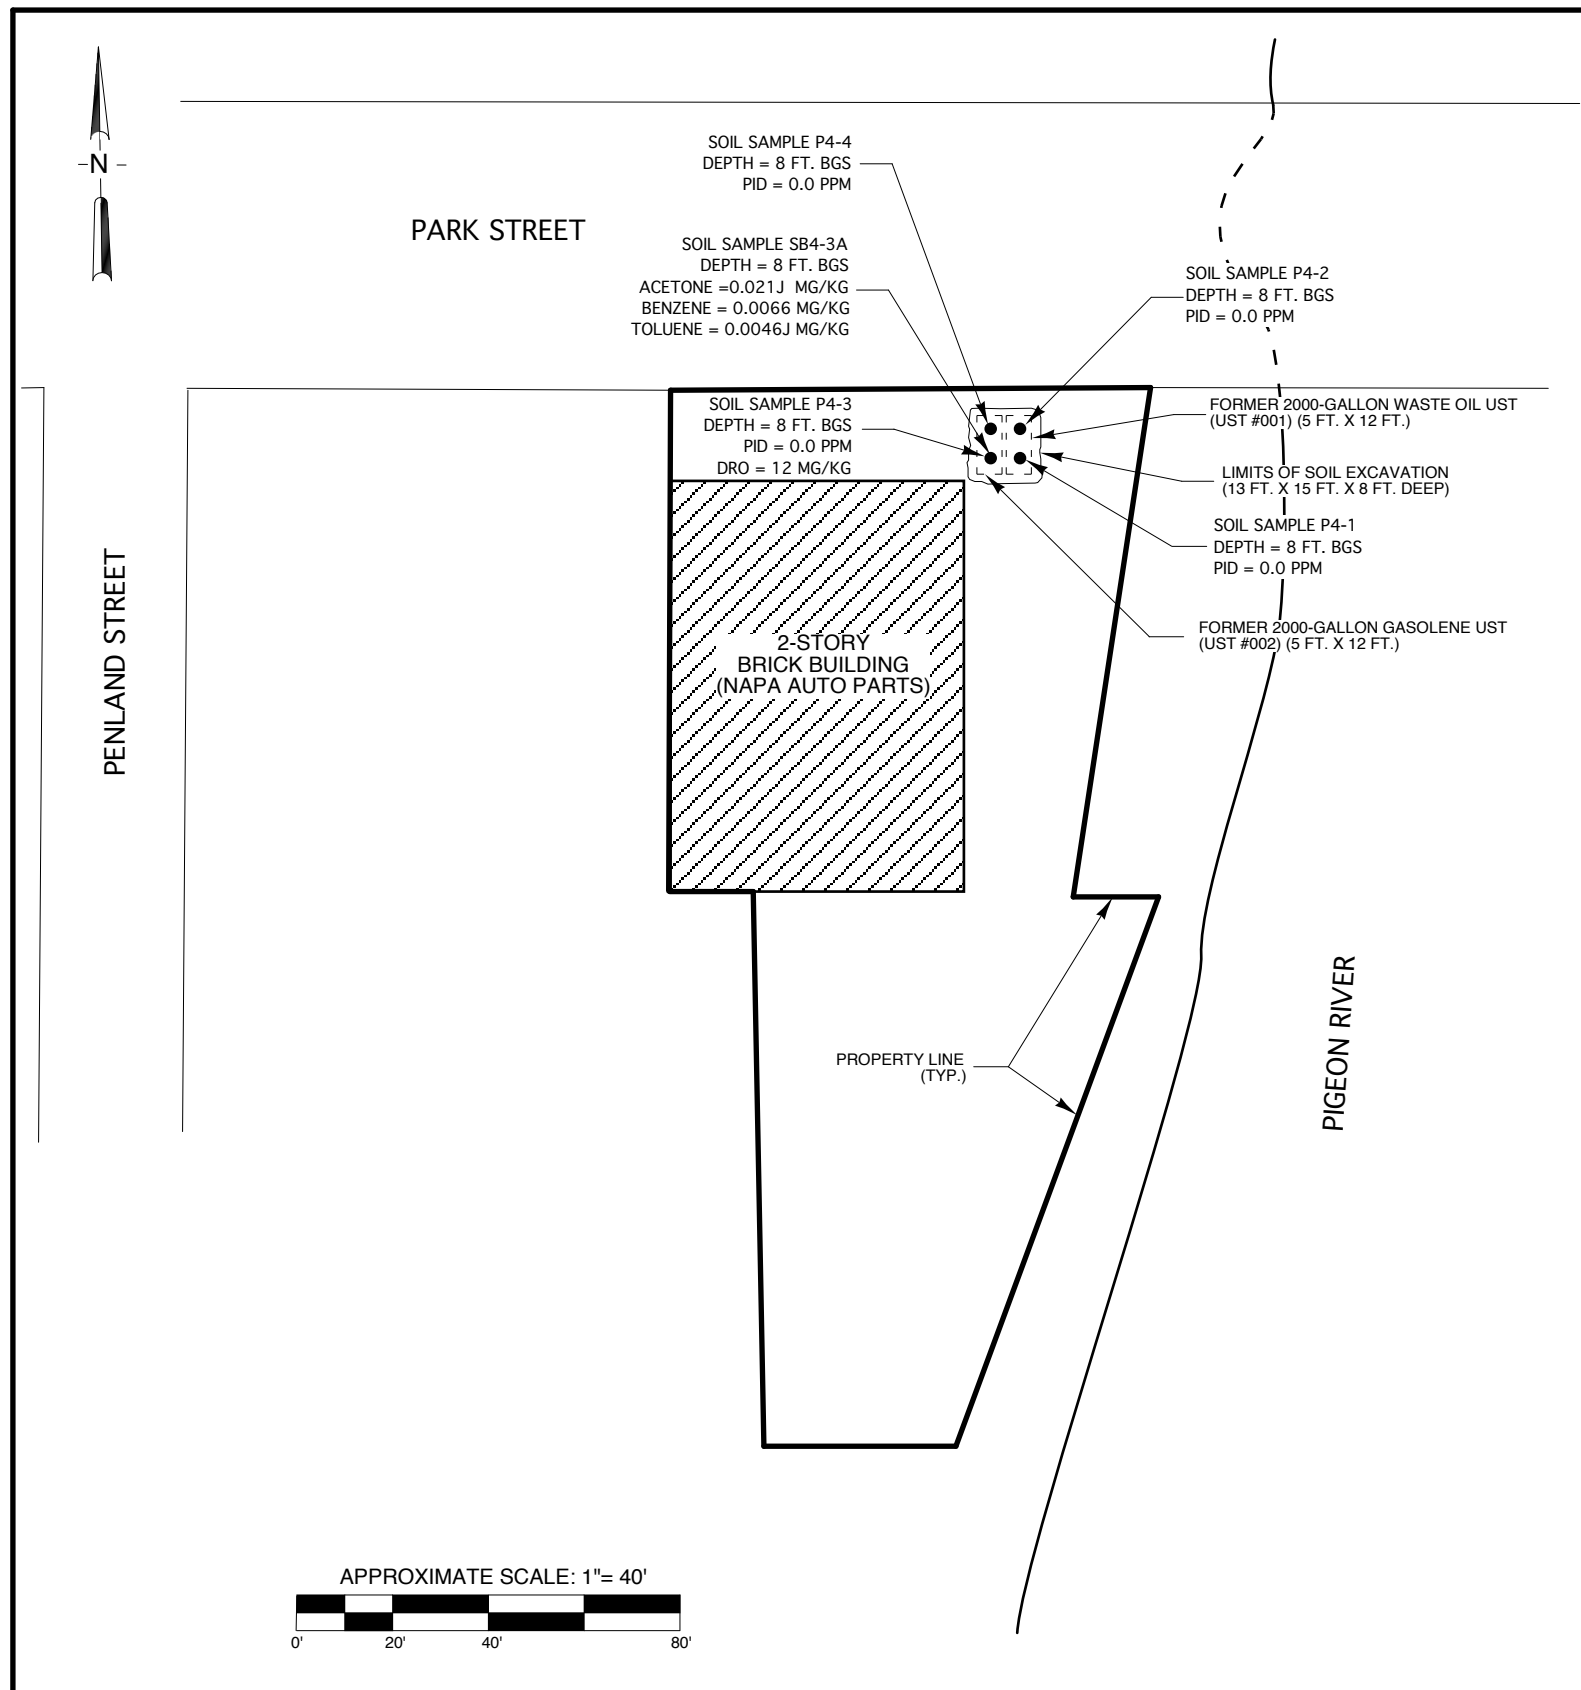 N
PARK STREET
SOIL SAMPLE P4-4
DEPTH = 8 FT. BGS
PID = 0.0 PPM
SOIL SAMPLE SB4-3A
DEPTH = 8 FT. BGS
ACETONE =0.021J MG/KG
BENZENE = 0.0066 MG/KG
TOLUENE = 0.0046J MG/KG
SOIL SAMPLE P4-2
DEPTH = 8 FT. BGS
PID = 0.0 PPM
SOIL SAMPLE P4-3
DEPTH = 8 FT. BGS
PID = 0.0 PPM
DRO = 12 MG/KG
FORMER 2000-GALLON WASTE OIL UST
(UST #001) (5 FT. X 12 FT.)
LIMITS OF SOIL EXCAVATION
(13 FT. X 15 FT. X 8 FT. DEEP)
SOIL SAMPLE P4-1
DEPTH = 8 FT. BGS
PID = 0.0 PPM
FORMER 2000-GALLON GASOLENE UST
(UST #002) (5 FT. X 12 FT.)
2-STORY
BRICK BUILDING
(NAPA AUTO PARTS)
PENLAND STREET
PROPERTY LINE
(TYP.)
PIGEON RIVER
APPROXIMATE SCALE: 1"= 40'
0' 20' 40' 80'